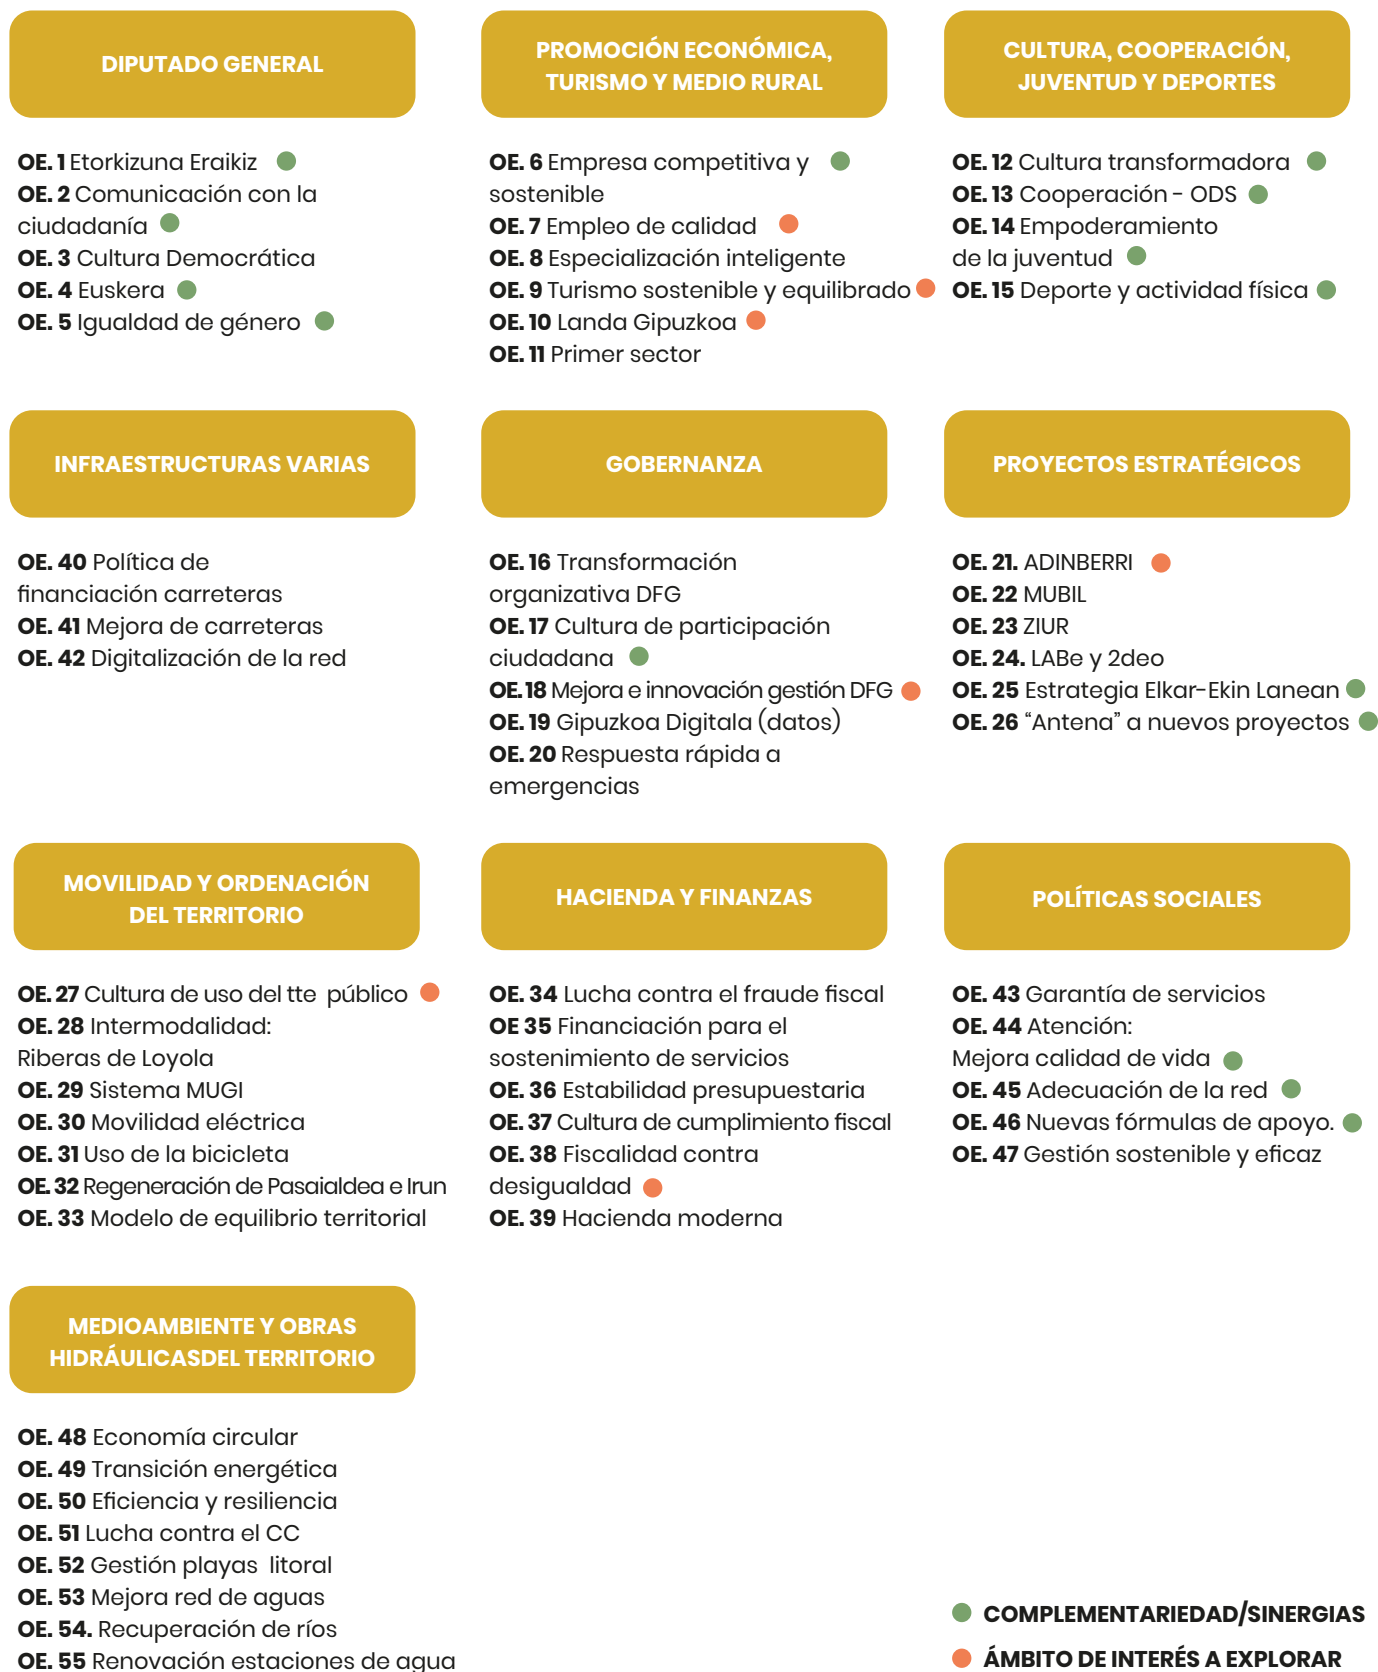 DIPUTADO GENERAL
OE. 1 Etorkizuna Eraikiz
OE. 2 Comunicación con la
ciudadanía
OE. 3 Cultura Democrática
OE. 4 Euskera
OE. 5 Igualdad de género
PROMOCIÓN ECONÓMICA,
TURISMO Y MEDIO RURAL
OE. 6 Empresa competitiva y
sostenible
OE. 7 Empleo de calidad
OE. 8 Especialización inteligente
OE. 9 Turismo sostenible y equilibrado
OE. 10 Landa Gipuzkoa
OE. 11 Primer sector
CULTURA, COOPERACIÓN,
JUVENTUD Y DEPORTES
OE. 12 Cultura transformadora
OE. 13 Cooperación - ODS
OE. 14 Empoderamiento
de la juventud
OE. 15 Deporte y actividad física
INFRAESTRUCTURAS VARIAS
OE. 40 Política de
financiación carreteras
OE. 41 Mejora de carreteras
OE. 42 Digitalización de la red
GOBERNANZA
OE. 16 Transformación
organizativa DFG
OE. 17 Cultura de participación
ciudadana
OE. 18 Mejora e innovación gestión DFG
OE. 19 Gipuzkoa Digitala (datos)
OE. 20 Respuesta rápida a
emergencias
PROYECTOS ESTRATÉGICOS
OE. 21. ADINBERRI
OE. 22 MUBIL
OE. 23 ZIUR
OE. 24. LABe y 2deo
OE. 25 Estrategia Elkar-Ekin Lanean
OE. 26 “Antena” a nuevos proyectos
MOVILIDAD Y ORDENACIÓN
DEL TERRITORIO
OE. 27 Cultura de uso del tte público
OE. 28 Intermodalidad:
Riberas de Loyola
OE. 29 Sistema MUGI
OE. 30 Movilidad eléctrica
OE. 31 Uso de la bicicleta
OE. 32 Regeneración de Pasaialdea e Irun
OE. 33 Modelo de equilibrio territorial
HACIENDA Y FINANZAS
OE. 34 Lucha contra el fraude fiscal
OE 35 Financiación para el
sostenimiento de servicios
OE. 36 Estabilidad presupuestaria
OE. 37 Cultura de cumplimiento fiscal
OE. 38 Fiscalidad contra
desigualdad
OE. 39 Hacienda moderna
POLÍTICAS SOCIALES
OE. 43 Garantía de servicios
OE. 44 Atención:
Mejora calidad de vida
OE. 45 Adecuación de la red
OE. 46 Nuevas fórmulas de apoyo.
OE. 47 Gestión sostenible y eficaz
MEDIOAMBIENTE Y OBRAS
HIDRÁULICASDEL TERRITORIO
OE. 48 Economía circular
OE. 49 Transición energética
OE. 50 Eficiencia y resiliencia
OE. 51 Lucha contra el CC
OE. 52 Gestión playas litoral
OE. 53 Mejora red de aguas
OE. 54. Recuperación de ríos
OE. 55 Renovación estaciones de agua
COMPLEMENTARIEDAD/SINERGIAS
ÁMBITO DE INTERÉS A EXPLORAR